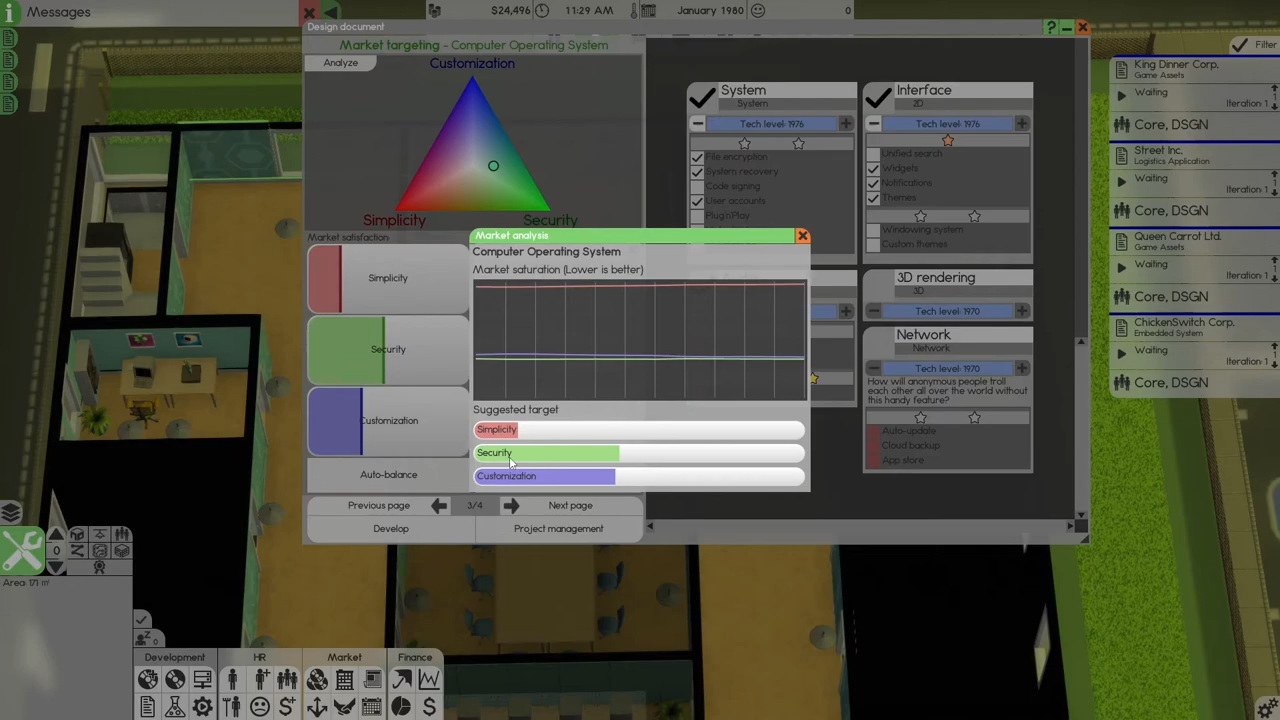 Messages
$24,496
11:29 AM
January 1980
0
Design document
Market targeting - Computer Operating System
Analyze
Customization
Simplicity
Security
Market satisfaction
Simplicity
Security
Customization
Auto-balance
Previous page
3/4
Next page
Develop
Project management
System
System
Tech level: 1976
File encryption
System recovery
Code signing
User accounts
Interface
2D
Tech level: 1976
Unified search
Widgets
Notifications
Themes
Windowing system
Custom themes
3D rendering
3D
Tech level: 1970
Network
Network
Tech level: 1970
How will anonymous people troll
each other all over the world without
this handy feature?
Auto-update
Cloud backup
App store
Market analysis
Computer Operating System
Market saturation (Lower is better)
Suggested target
Simplicity
Security
Customization
Filter
King Dinner Corp.
Game Assets
Waiting
Iteration 1
Core, DSGN
Street Inc.
Logistics Application
Waiting
Iteration 1
Core, DSGN
Queen Carrot Ltd.
Game Assets
Waiting
Iteration 1
Core, DSGN
ChickenSwitch Corp.
Embedded System
Waiting
Iteration 1
Core, DSGN
0
Area: 171 m²
0
Development
HR
Market
Finance